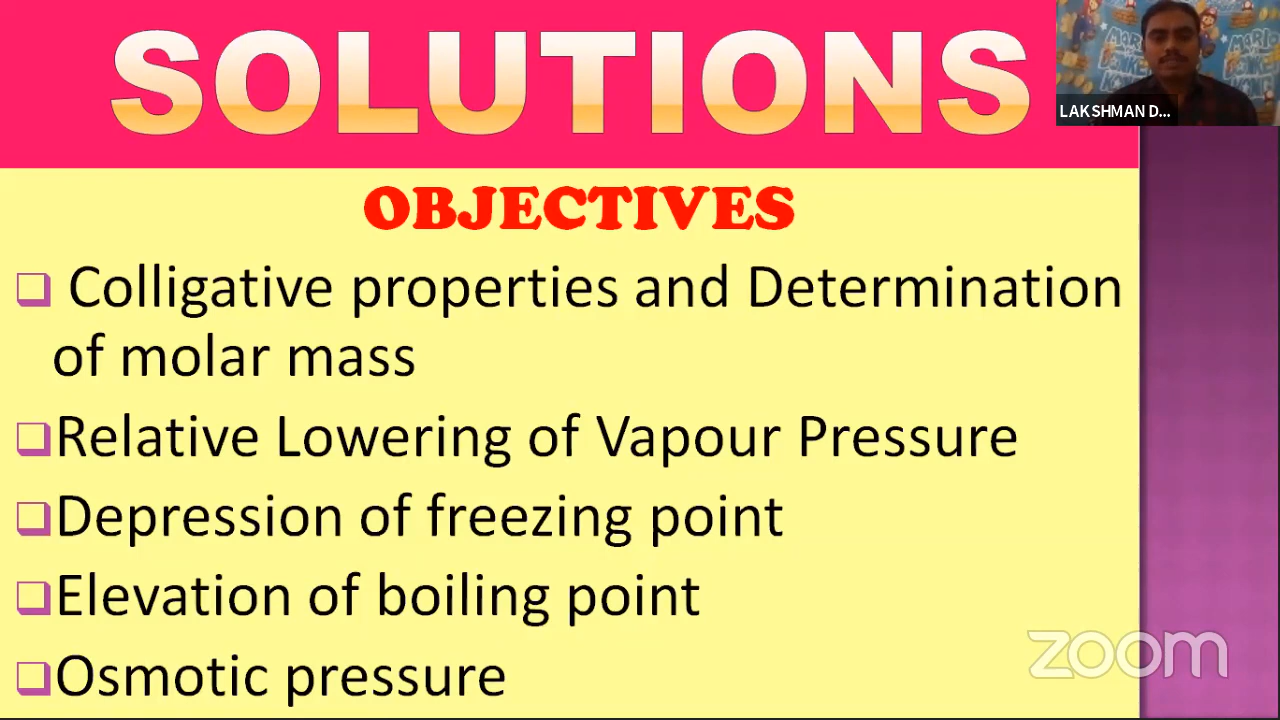 SOLUTIONS
LAKSHMAN D...
OBJECTIVES
Colligative properties and Determination
of molar mass
Relative Lowering of Vapour Pressure
Depression of freezing point
Elevation of boiling point
Osmotic pressure
zoom